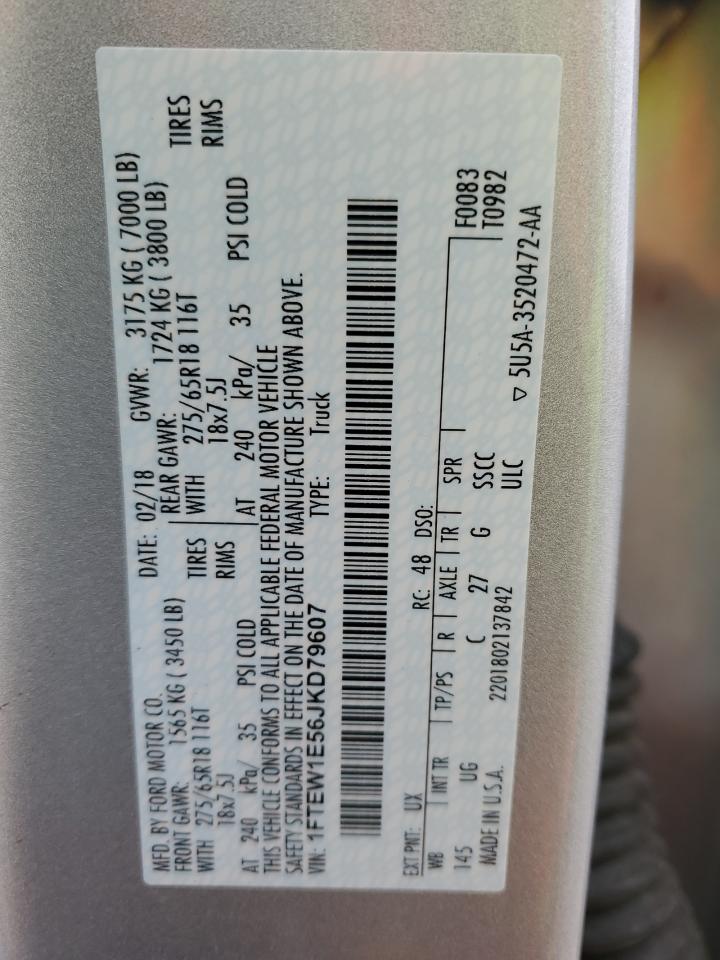 MFD. BY FORD MOTOR CO. DATE: 02/18 GVWR: 3175 KG ( 7000 LB)
FRONT GAWR: 1565 KG ( 3450 LB) REAR GAWR: 1724 KG ( 3800 LB)
WITH 275/65R18 116T TIRES WITH 275/65R18 116T TIRES
18x7.5J RIMS 18x7.5J RIMS
AT 240 kPa/ 35 PSI COLD AT 240 kPa/ 35 PSI COLD
THIS VEHICLE CONFORMS TO ALL APPLICABLE FEDERAL MOTOR VEHICLE
SAFETY STANDARDS IN EFFECT ON THE DATE OF MANUFACTURE SHOWN ABOVE.
VIN: 1FTEW1E56JKD79607 TYPE: Truck
EXT PNT: UX RC: 48 DSO:
WB INT TR TP/PS R AXLE TR SPR F0083
145 UG C 27 G SSCC T0982
ULC
MADE IN U.S.A. 2201802137842 ▽ 5U5A-3520472-AA